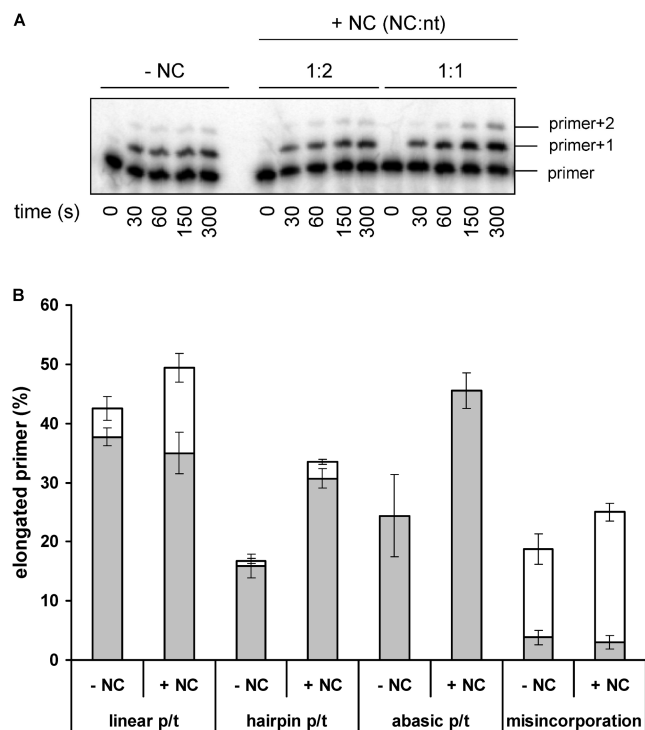 A
+ NC (NC:nt)
- NC
1:2
1:1
primer+2
primer+1
primer
time (s)
0 30 60 150 300 0 30 60 150 300 0 30 60 150 300
B
elongated primer (%)
60
50
40
30
20
10
0
- NC + NC - NC + NC - NC + NC - NC + NC
linear p/t hairpin p/t abasic p/t misincorporation